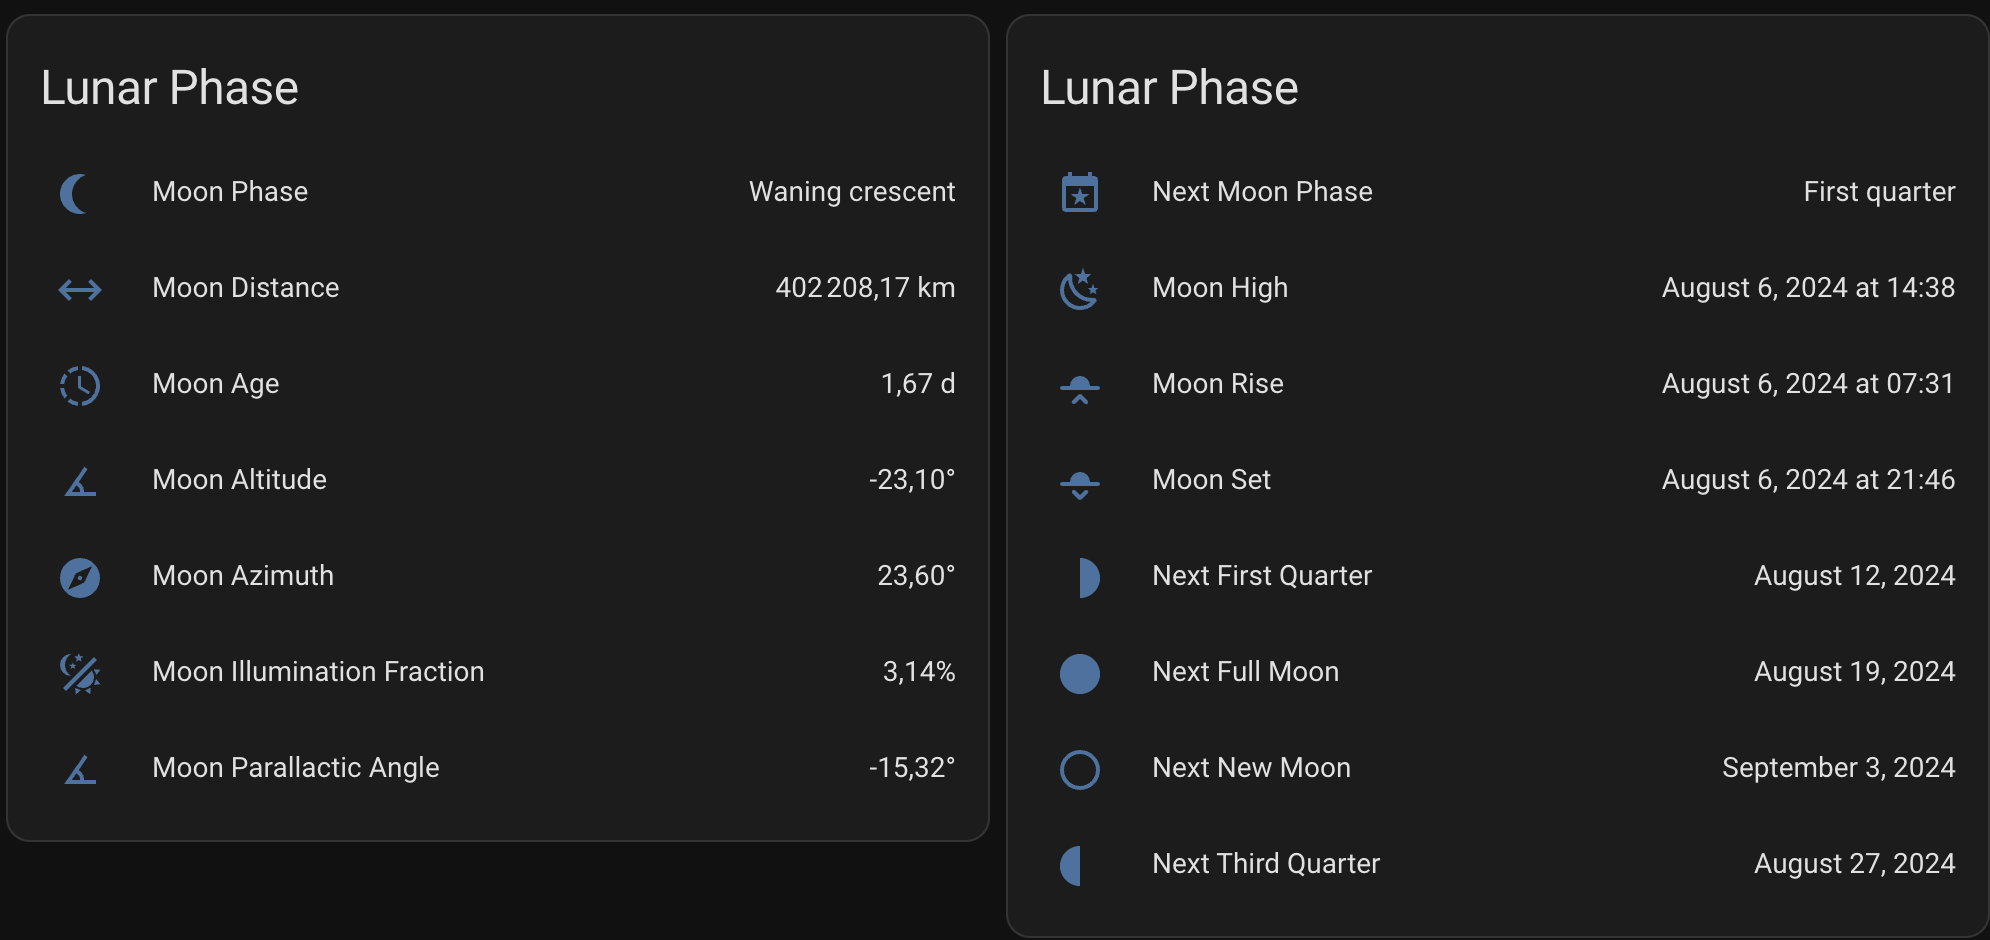 Lunar Phase
Moon Phase Waning crescent
Moon Distance 402 208,17 km
Moon Age 1,67 d
Moon Altitude -23,10°
Moon Azimuth 23,60°
Moon Illumination Fraction 3,14%
Moon Parallactic Angle -15,32°
Lunar Phase
Next Moon Phase First quarter
Moon High August 6, 2024 at 14:38
Moon Rise August 6, 2024 at 07:31
Moon Set August 6, 2024 at 21:46
Next First Quarter August 12, 2024
Next Full Moon August 19, 2024
Next New Moon September 3, 2024
Next Third Quarter August 27, 2024